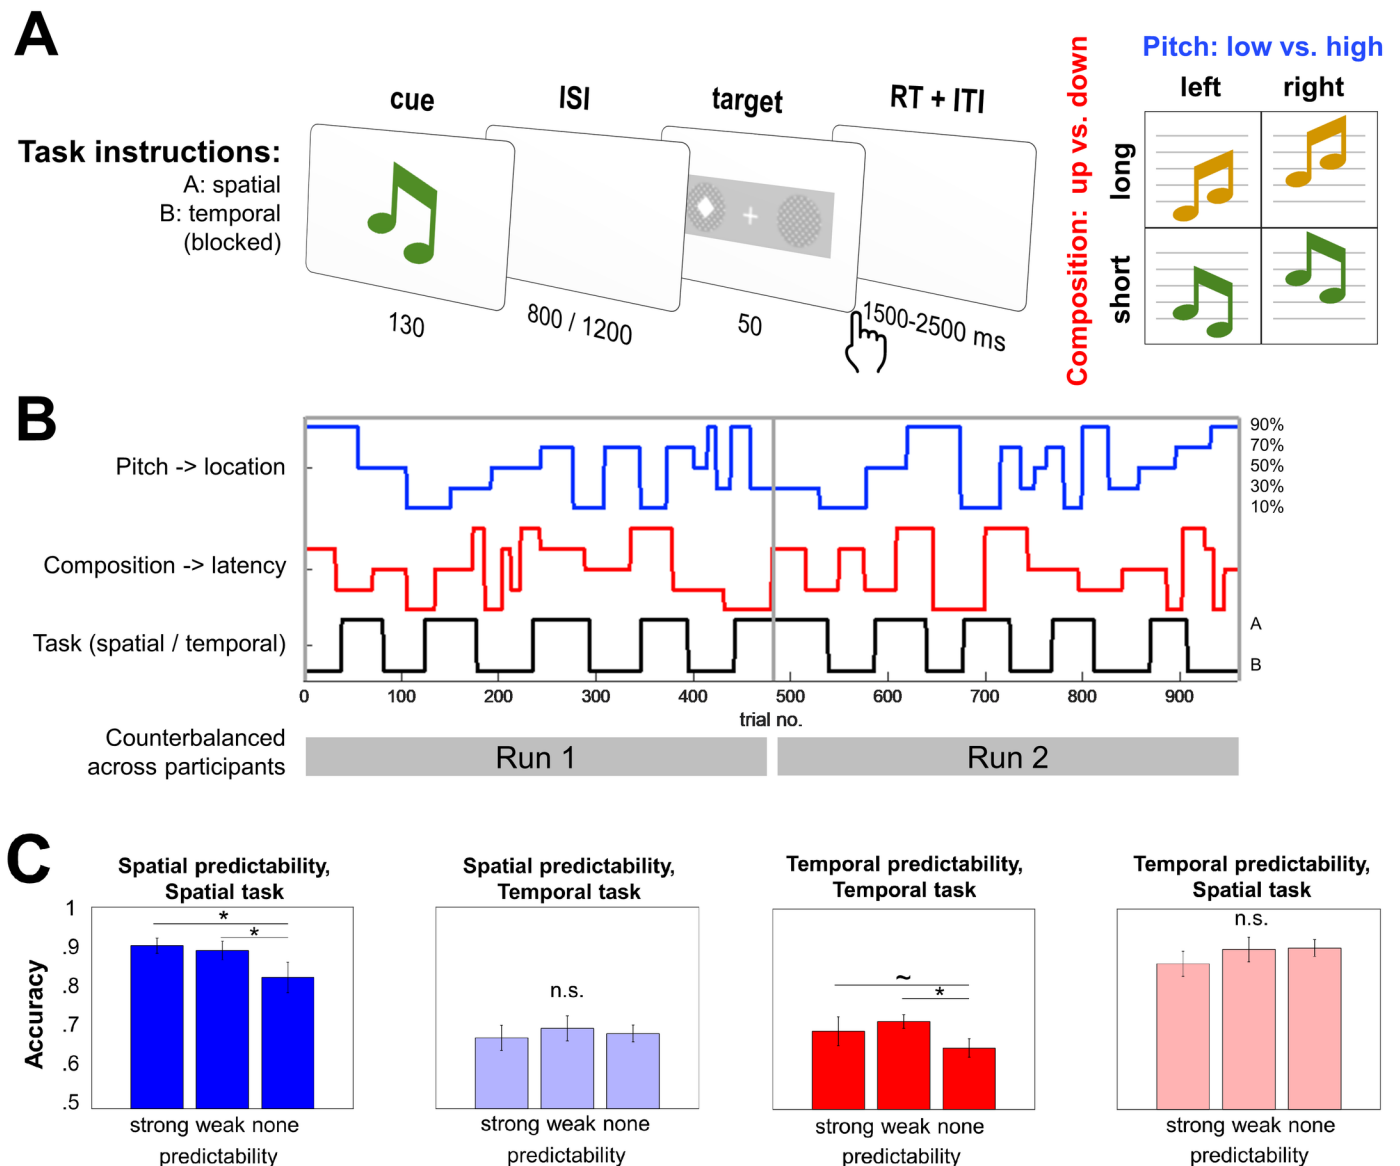 A
Task instructions:
A: spatial
B: temporal
(blocked)
cue
ISI
target
RT + ITI
130
800 / 1200
50
1500-2500 ms
Pitch: low vs. high
left
right
Composition: up vs. down
long
short
B
Pitch -> location
Composition -> latency
Task (spatial / temporal)
90%
70%
50%
30%
10%
A
B
0 100 200 300 400 500 600 700 800 900
trial no.
Counterbalanced
across participants
Run 1
Run 2
C
Spatial predictability,
Spatial task
Accuracy
1
.9
.8
.7
.6
.5
*
*
strong weak none
predictability
Spatial predictability,
Temporal task
n.s.
strong weak none
predictability
Temporal predictability,
Temporal task
~
*
strong weak none
predictability
Temporal predictability,
Spatial task
n.s.
strong weak none
predictability